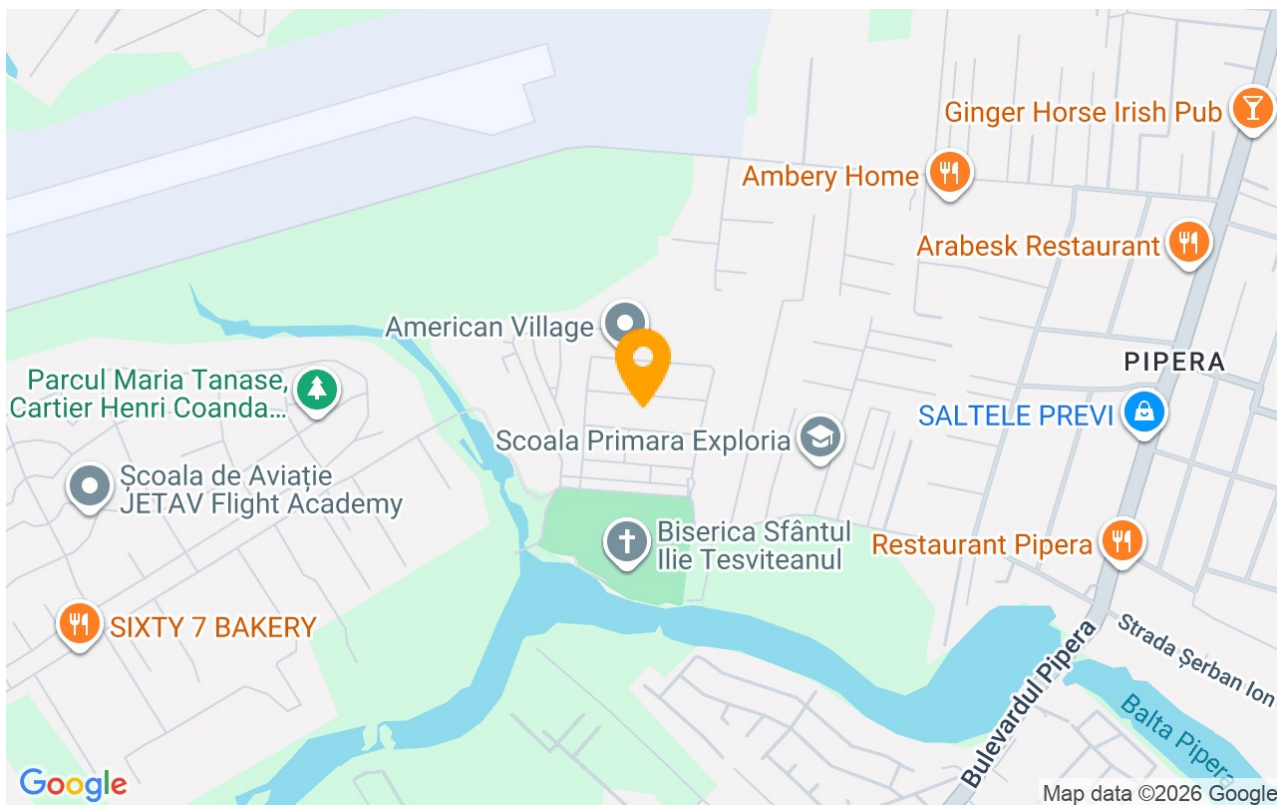 Ginger Horse Irish Pub
Ambery Home
Arabesk Restaurant
American Village
PIPERA
Parcul Maria Tanase,
Cartier Henri Coanda...
SALTELE PREVI
Scoala Primara Exploria
Școala de Aviație
JETAV Flight Academy
Biserica Sfântul
Ilie Tesviteanul
Restaurant Pipera
SIXTY 7 BAKERY
Strada Șerban Ion
Bulevardul Pipera
Balta Pipera
Google
Map data ©2026 Google